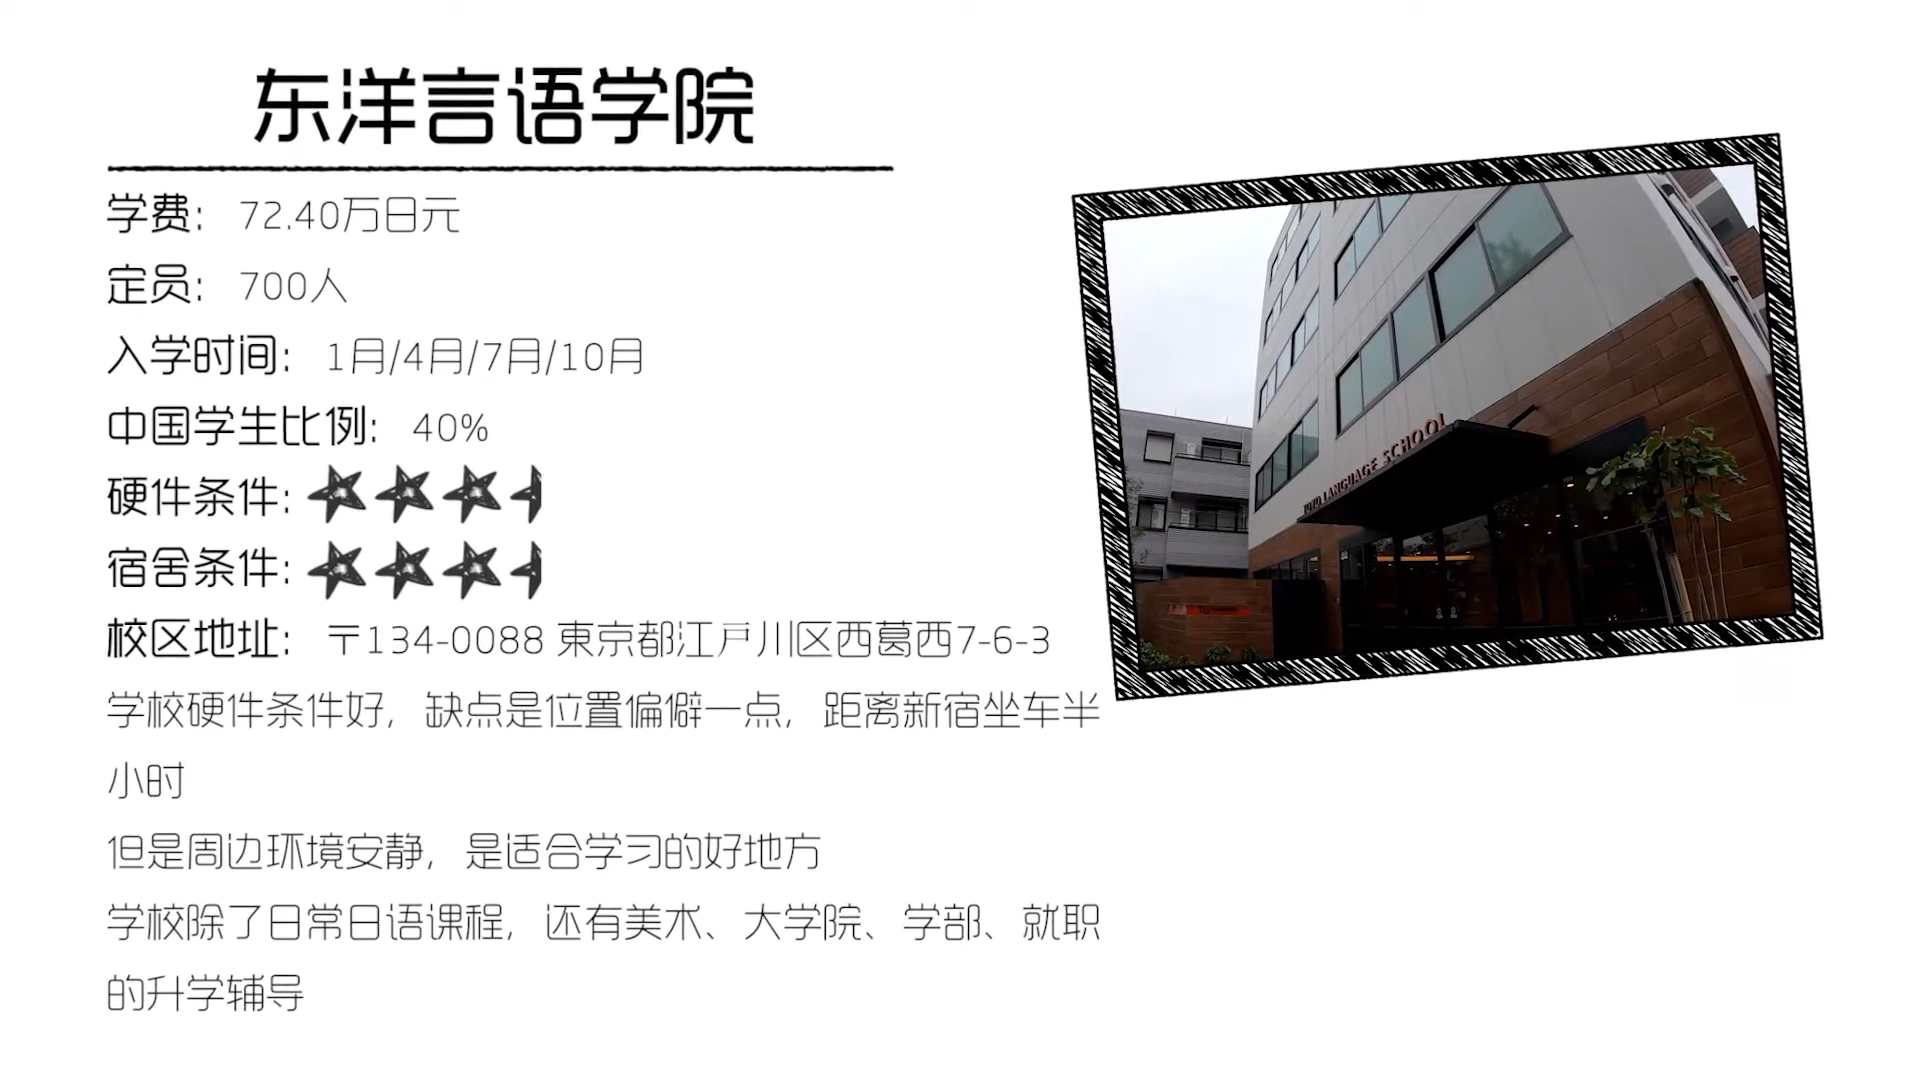 东洋言语学院
学费： 72.40万日元
定员： 700人
入学时间： 1月/4月/7月/10月
中国学生比例： 40%
硬件条件:
宿舍条件:
校区地址： 〒134-0088 東京都江戸川区西葛西7-6-3
学校硬件条件好，缺点是位置偏僻一点，距离新宿坐车半
小时
但是周边环境安静，是适合学习的好地方
学校除了日常日语课程，还有美术、大学院、学部、就职
的升学辅导
TOYO LANGUAGE SCHOOL